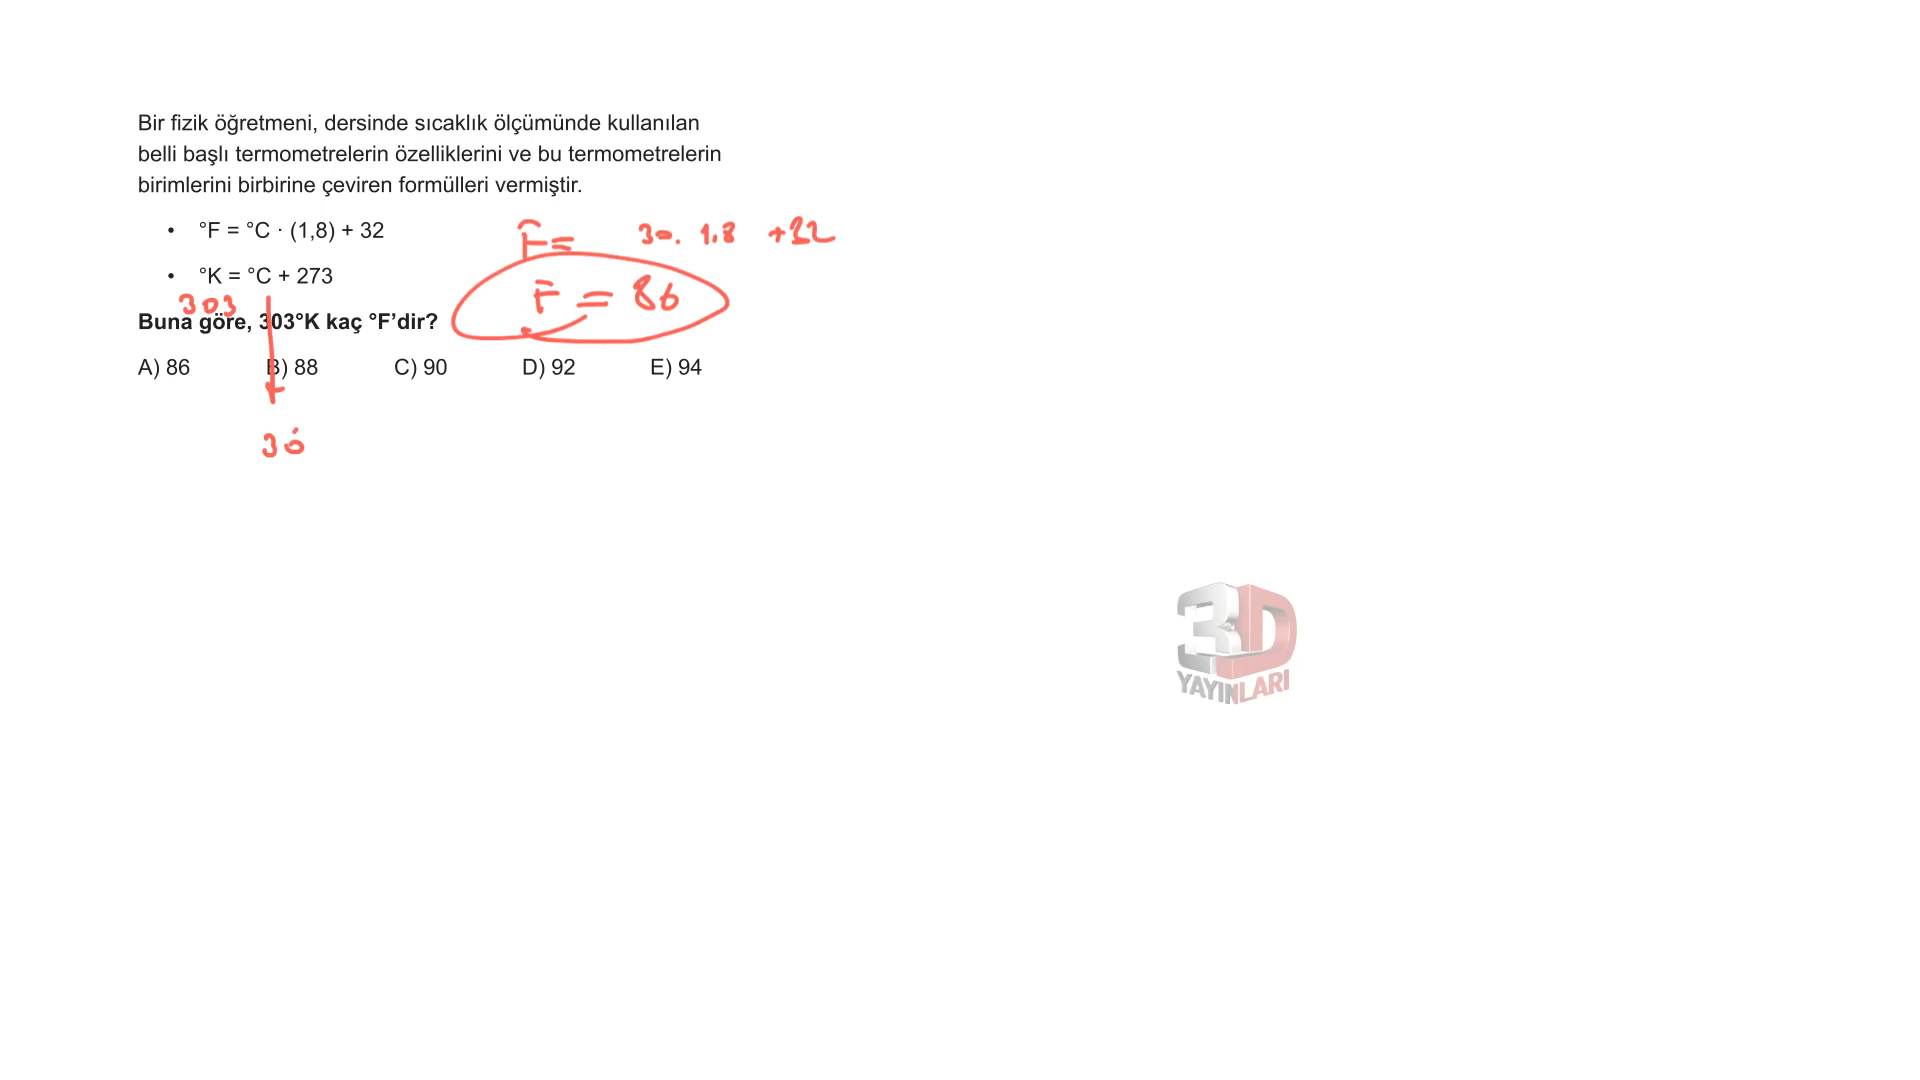 Bir fizik öğretmeni, dersinde sıcaklık ölçümünde kullanılan
belli başlı termometrelerin özelliklerini ve bu termometrelerin
birimlerini birbirine çeviren formülleri vermiştir.
• °F = °C · (1,8) + 32
F = 30. 1.8 +32
• °K = °C + 273
F = 86
303
Buna göre, 303°K kaç °F'dir?
A) 86 B) 88 C) 90 D) 92 E) 94
30
3D
YAYINLARI